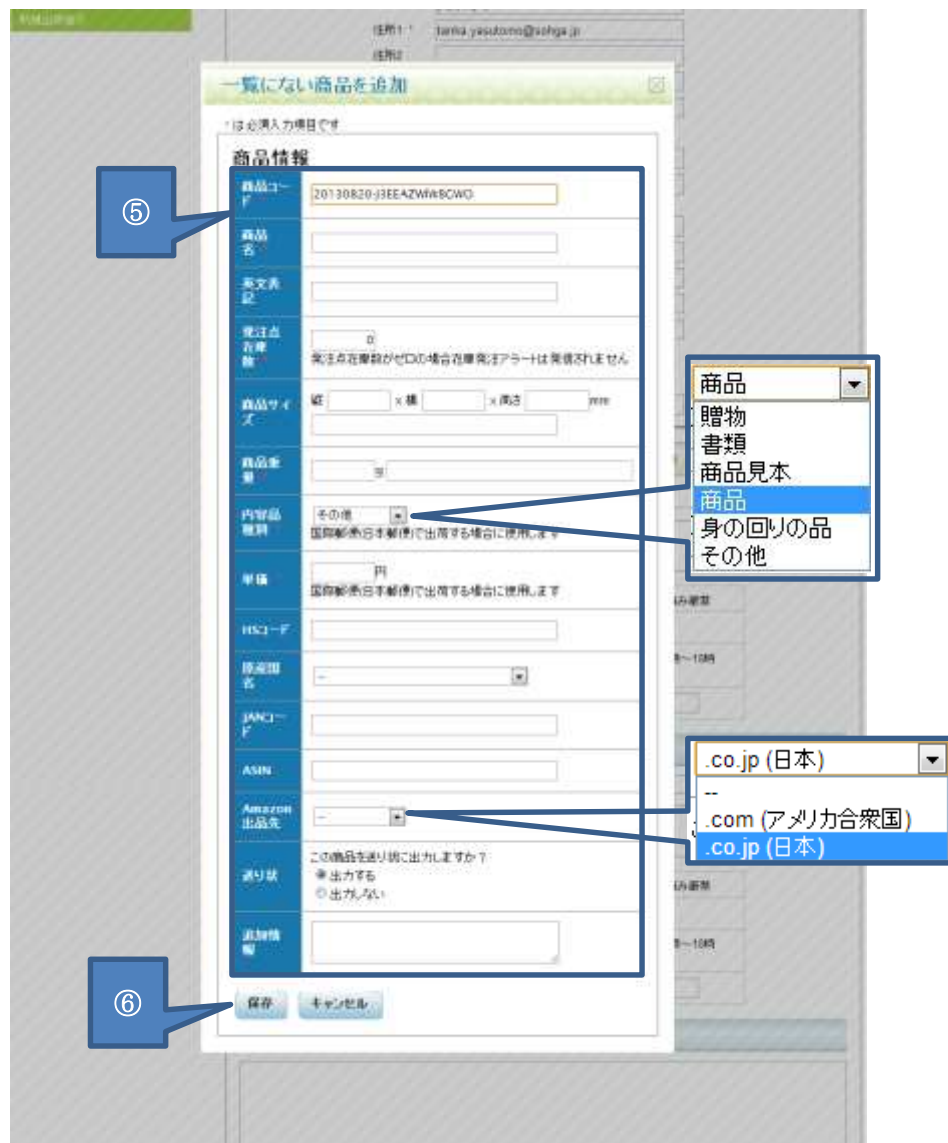 住所1 *
住所2
一覧にない商品を追加
* は必須入力項目です
商品情報
⑤
商品コー
ド
商品
名
英文表
記
発注点
在庫
数
0
発注点在庫数がゼロの場合在庫発注アラートは発信されません
商品サイ
ズ
縦 x 横 x 高さ mm
商品重
量
g
内容品
種別
その他
国際郵便(日本郵便)で出荷する場合に使用します
商品
贈物
書類
商品見本
商品
身の回りの品
その他
単価
円
国際郵便(日本郵便)で出荷する場合に使用します
HSコード
原産国
名
--
JANコー
ド
ASIN
Amazon
出品先
--
.co.jp (日本)
--
.com (アメリカ合衆国)
.co.jp (日本)
送り状
この商品を送り状に出力しますか?
出力する
出力しない
追加情
報
⑥
保存
キャンセル